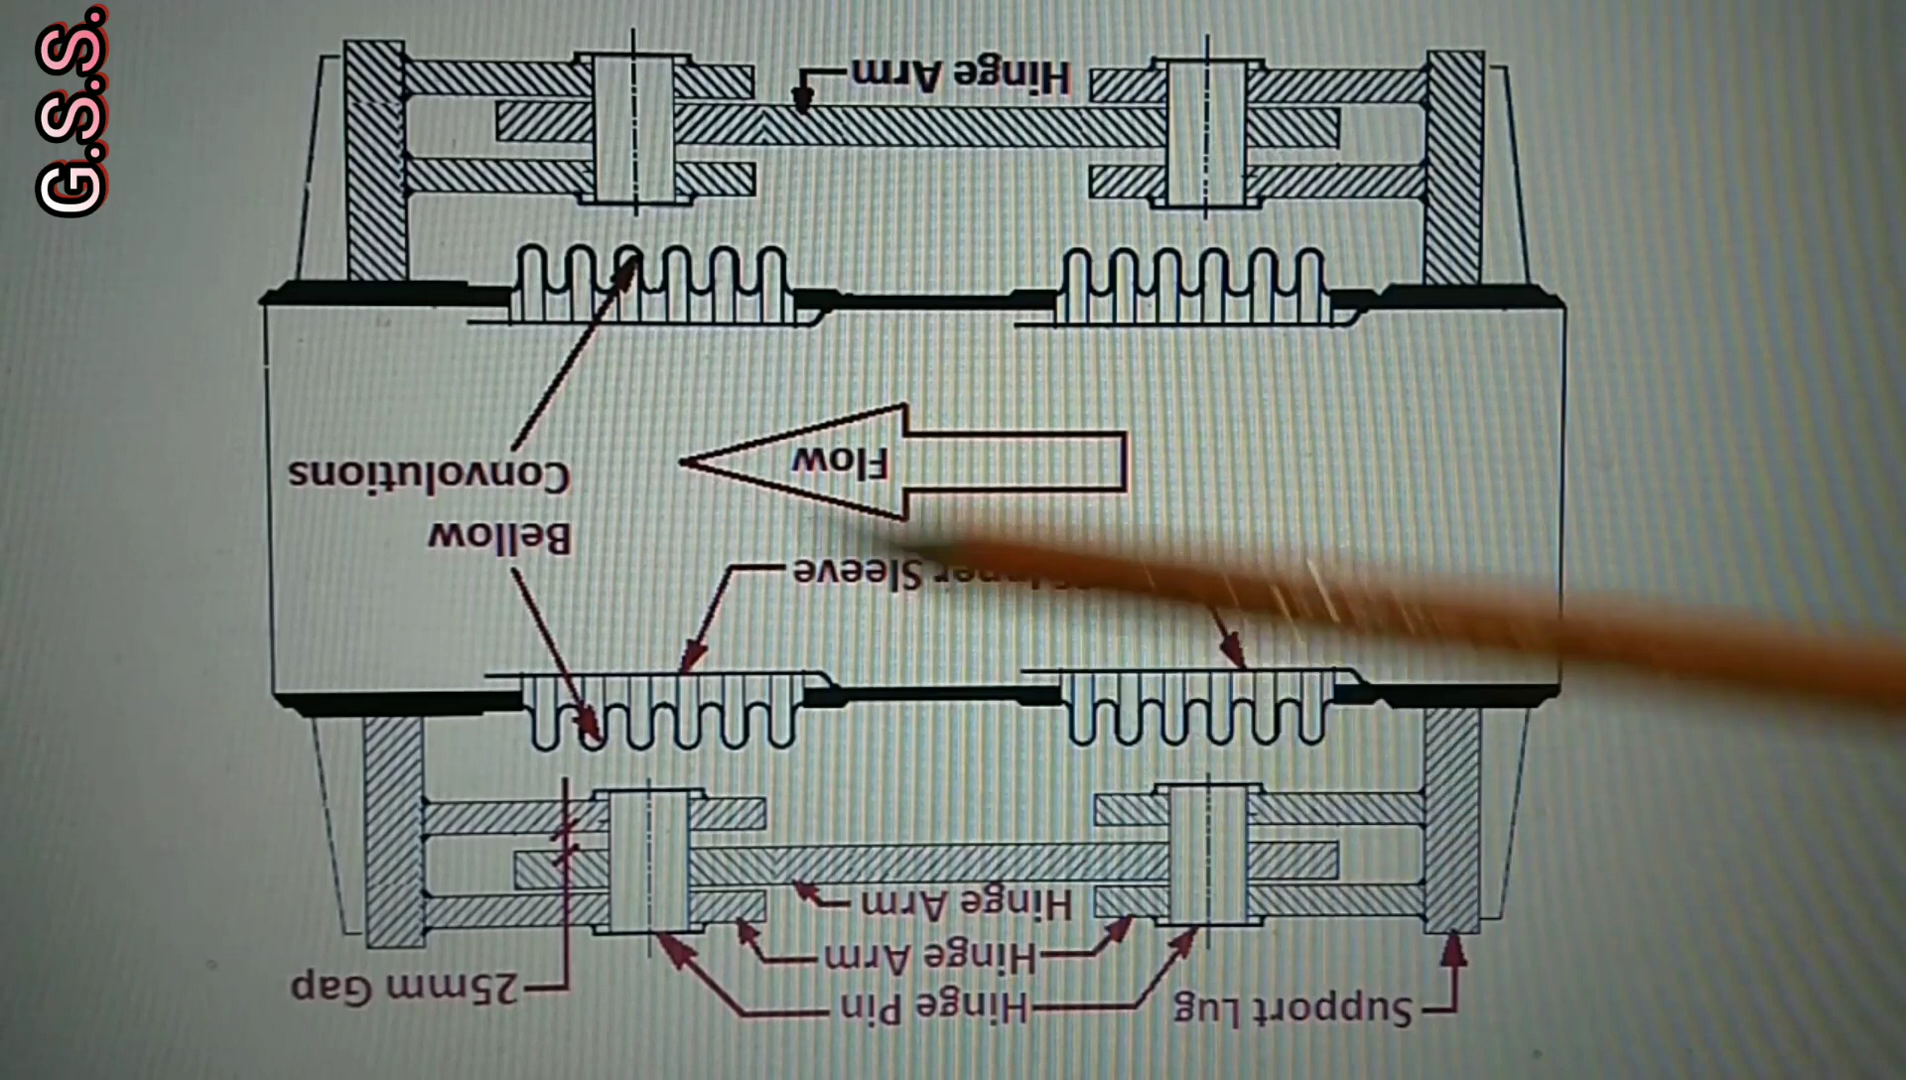 G.S.S.
Support Lug
Hinge Pin
25mm Gap
Hinge Arm
Hinge Arm
Sleeve
Bellow
Convolutions
Flow
Hinge Arm